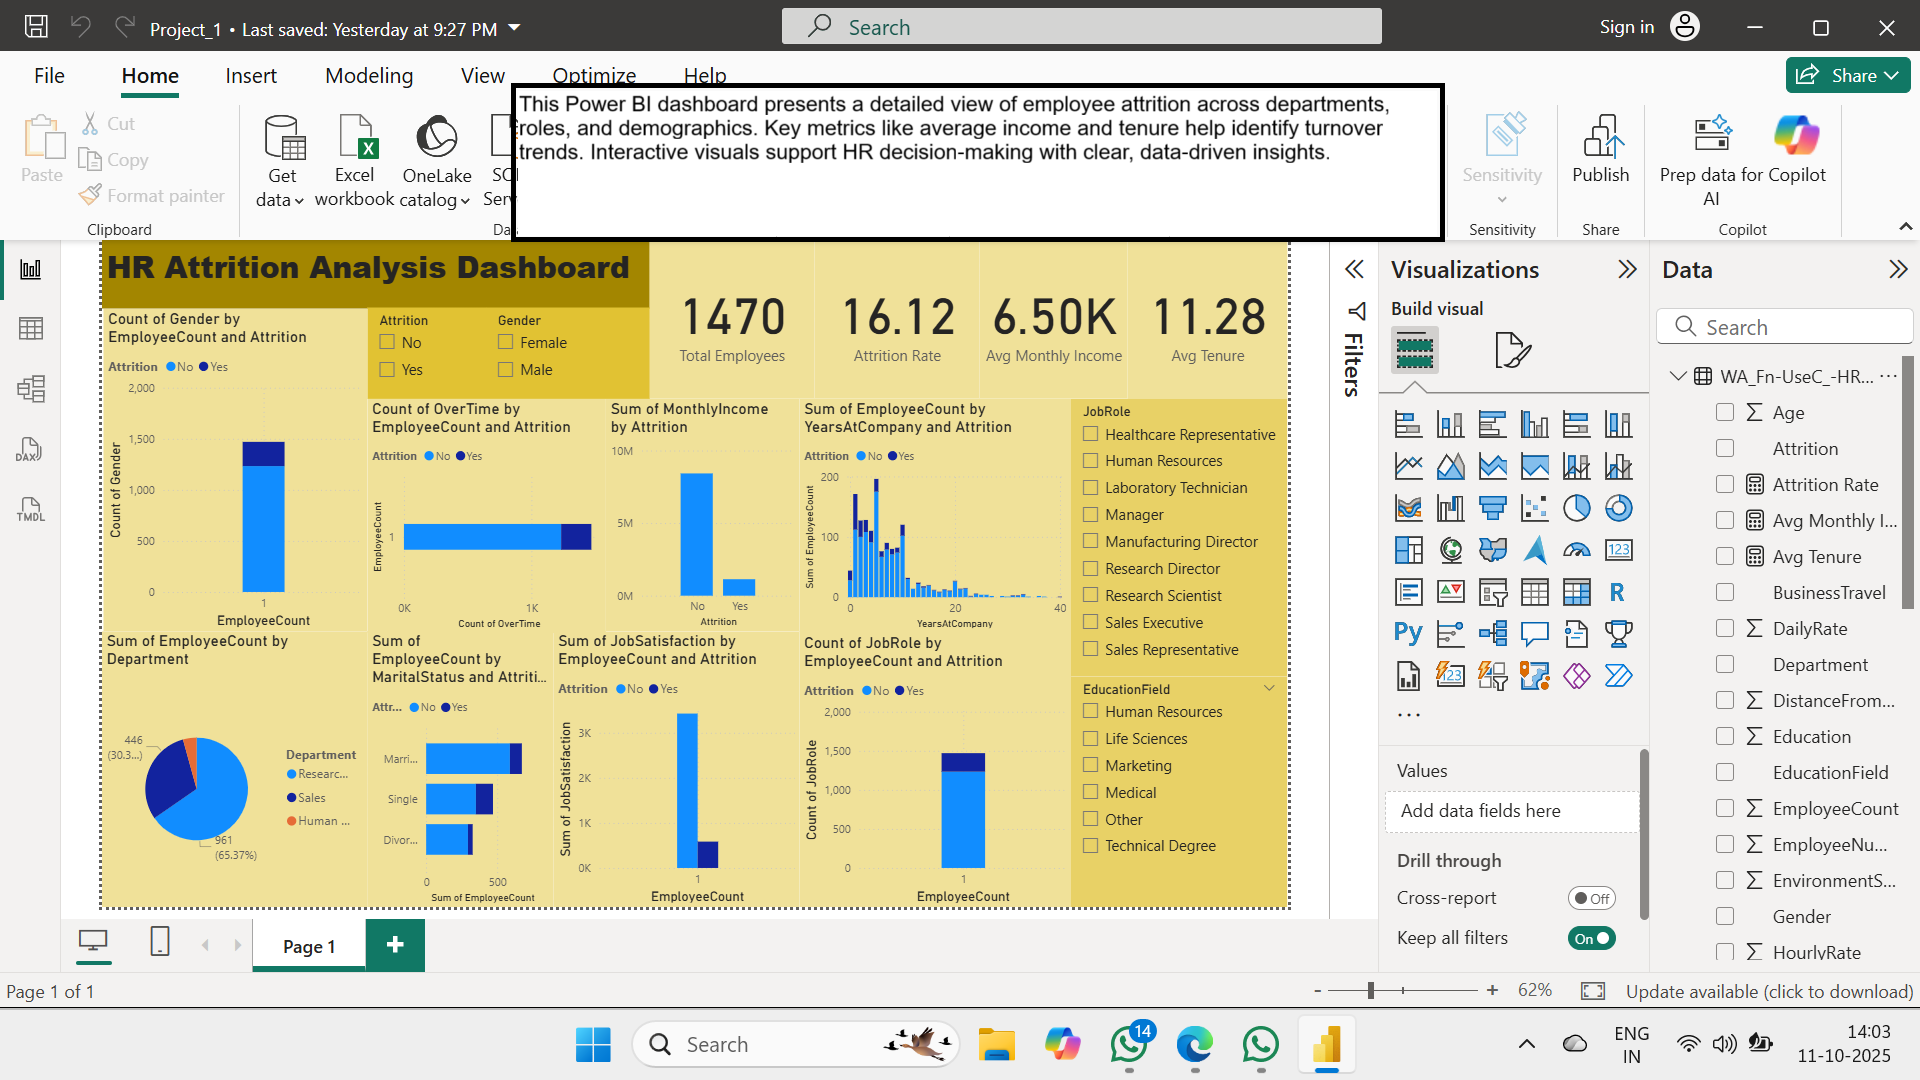 Project_1 • Last saved: Yesterday at 9:27 PM
Search
Sign in
File
Home
Insert
Modeling
View
Optimize
Help
Share
This Power BI dashboard presents a detailed view of employee attrition across departments,
roles, and demographics. Key metrics like average income and tenure help identify turnover
trends. Interactive visuals support HR decision-making with clear, data-driven insights.
Paste
Cut
Copy
Format painter
Clipboard
Get
data
Excel
workbook
OneLake
catalog
Sensitivity
Sensitivity
Publish
Share
Prep data for
AI
Copilot
Copilot
HR Attrition Analysis Dashboard
1470
Total Employees
16.12
Attrition Rate
6.50K
Avg Monthly Income
11.28
Avg Tenure
Count of Gender by
EmployeeCount and Attrition
Attrition No Yes
2,000
1,500
1,000
500
0
Count of Gender
1
EmployeeCount
Attrition
No
Yes
Gender
Female
Male
Count of OverTime by
EmployeeCount and Attrition
Attrition No Yes
EmployeeCount
1
0K
1K
Count of OverTime
Sum of MonthlyIncome
by Attrition
10M
5M
0M
No
Yes
Attrition
Sum of EmployeeCount by
YearsAtCompany and Attrition
Attrition No Yes
Sum of EmployeeCount
200
100
0
0
20
40
YearsAtCompany
JobRole
Healthcare Representative
Human Resources
Laboratory Technician
Manager
Manufacturing Director
Research Director
Research Scientist
Sales Executive
Sales Representative
Sum of EmployeeCount by
Department
446
(30.3...)
961
(65.37%)
Department
Researc...
Sales
Human ...
Sum of
EmployeeCount by
MaritalStatus and Attriti...
Attr... No Yes
Marri...
Single
Divor...
0
500
Sum of EmployeeCount
Sum of JobSatisfaction by
EmployeeCount and Attrition
Attrition No Yes
Sum of JobSatisfaction
3K
2K
1K
0K
1
EmployeeCount
Count of JobRole by
EmployeeCount and Attrition
Attrition No Yes
Count of JobRole
2,000
1,500
1,000
500
0
1
EmployeeCount
EducationField
Human Resources
Life Sciences
Marketing
Medical
Other
Technical Degree
Filters
Visualizations
Build visual
123
R
Py
123
Values
Add data fields here
Drill through
Cross-report
Off
Keep all filters
On
Data
Search
WA_Fn-UseC_-HR...
Age
Attrition
Attrition Rate
Avg Monthly I...
Avg Tenure
BusinessTravel
DailyRate
Department
DistanceFrom...
Education
EducationField
EmployeeCount
EmployeeNu...
EnvironmentS...
Gender
HourlyRate
DAX
TMDL
Page 1
Page 1 of 1
62%
Update available (click to download)
Search
14
ENG
IN
14:03
11-10-2025